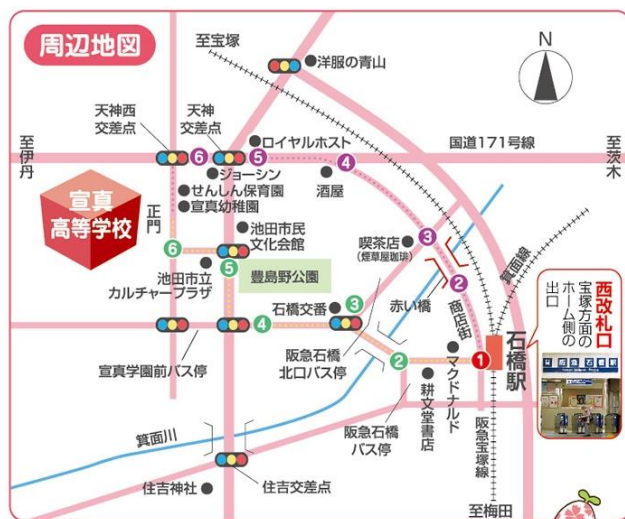 周辺地図
至宝塚
洋服の青山
N
天神西
交差点
天神
交差点
至伊丹
6
5
ロイヤルホスト
4
国道171号線
至茨木
ジョーシン
酒屋
せんしん保育園
宣真幼稚園
宣真
高等学校
正門
池田市民
文化会館
喫茶店
(煙草屋珈琲)
3
箕面線
6
池田市立
カルチャープラザ
5
豊島野公園
赤い橋
2
商店街
西改札口
宝塚方面の
ホーム側の
出口
石橋交番
3
4
石橋駅
宣真学園前バス停
阪急石橋
北口バス停
2
マクドナルド
1
耕文堂書店
阪急石橋
バス停
阪急宝塚線
箕面川
住吉神社
住吉交差点
至梅田